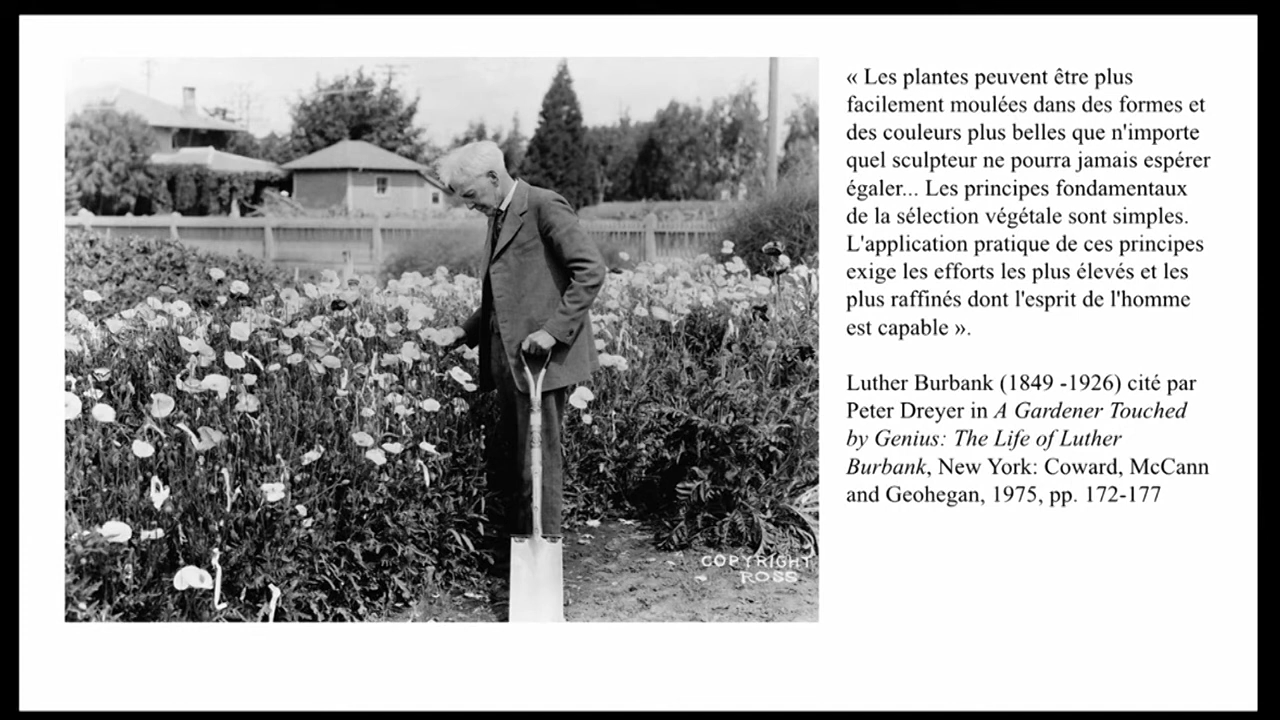 « Les plantes peuvent être plus
facilement moulées dans des formes et
des couleurs plus belles que n'importe
quel sculpteur ne pourra jamais espérer
égaler... Les principes fondamentaux
de la sélection végétale sont simples.
L'application pratique de ces principes
exige les efforts les plus élevés et les
plus raffinés dont l'esprit de l'homme
est capable ».
Luther Burbank (1849 -1926) cité par
Peter Dreyer in A Gardener Touched
by Genius: The Life of Luther
Burbank, New York: Coward, McCann
and Geohegan, 1975, pp. 172-177
COPYRIGHT
ROSS